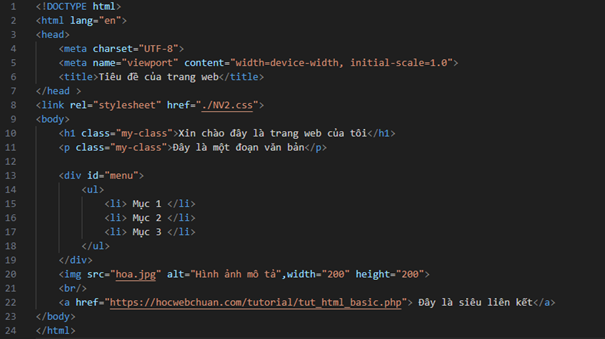 1 <!DOCTYPE html>
2 <html lang="en">
3 <head>
4     <meta charset="UTF-8">
5     <meta name="viewport" content="width=device-width, initial-scale=1.0">
6     <title>Tiêu đề của trang web</title>
7 </head >
8 <link rel="stylesheet" href="./NV2.css">
9 <body>
10     <h1 class="my-class">Xin chào đây là trang web của tôi</h1>
11     <p class="my-class">Đây là một đoạn văn bản</p>
12
13     <div id="menu">
14         <ul>
15             <li> Mục 1 </li>
16             <li> Mục 2 </li>
17             <li> Mục 3 </li>
18         </ul>
19     </div>
20     <img src="hoa.jpg" alt="Hình ảnh mô tả",width="200" height="200">
21     <br/>
22     <a href="https://hocwebchuan.com/tutorial/tut_html_basic.php"> Đây là siêu liên kết</a>
23 </body>
24 </html>